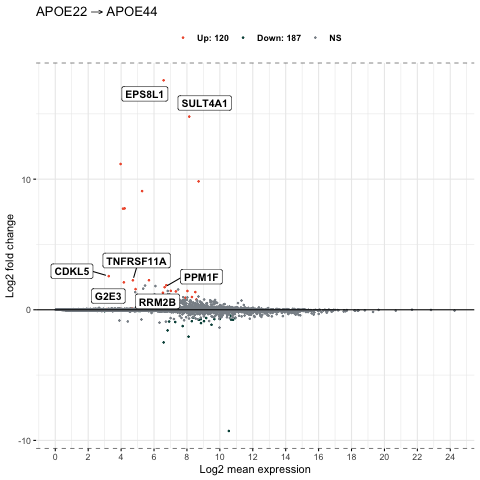 APOE22 → APOE44
Up: 120 Down: 187 NS
EPS8L1
SULT4A1
TNFRSF11A
CDKL5
PPM1F
G2E3
RRM2B
10
0
-10
Log2 fold change
0 2 4 6 8 10 12 14 16 18 20 22 24
Log2 mean expression